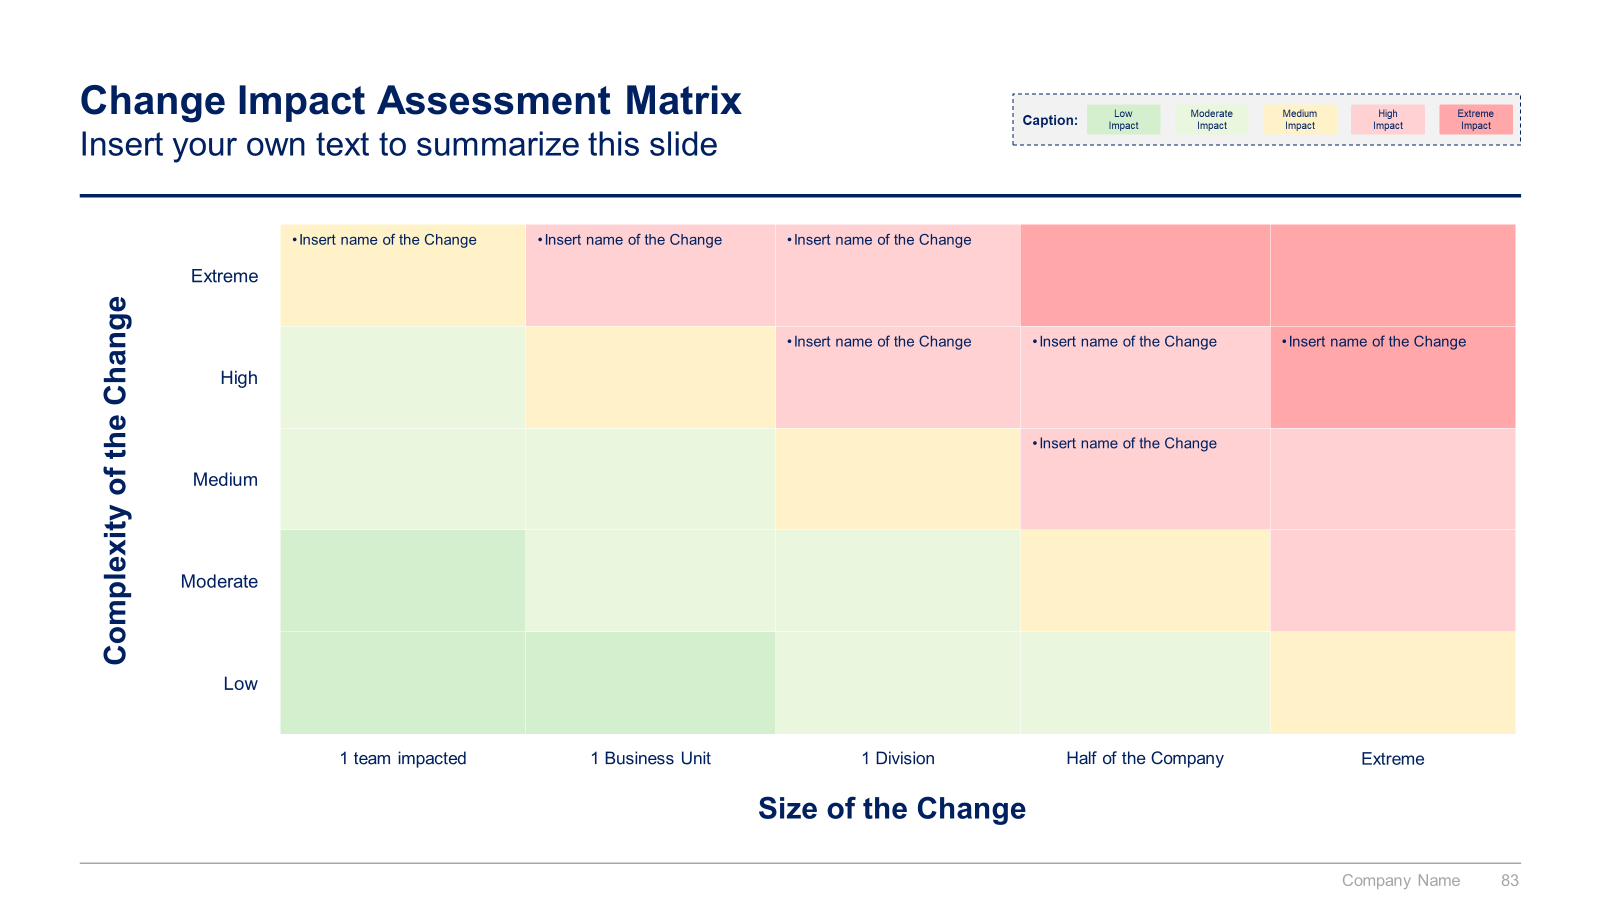 Change Impact Assessment Matrix
Insert your own text to summarize this slide
Caption:
Low
Impact
Moderate
Impact
Medium
Impact
High
Impact
Extreme
Impact
Complexity of the Change
Extreme
•Insert name of the Change
•Insert name of the Change
•Insert name of the Change
High
•Insert name of the Change
•Insert name of the Change
•Insert name of the Change
Medium
•Insert name of the Change
Moderate
Low
1 team impacted
1 Business Unit
1 Division
Half of the Company
Extreme
Size of the Change
Company Name
83